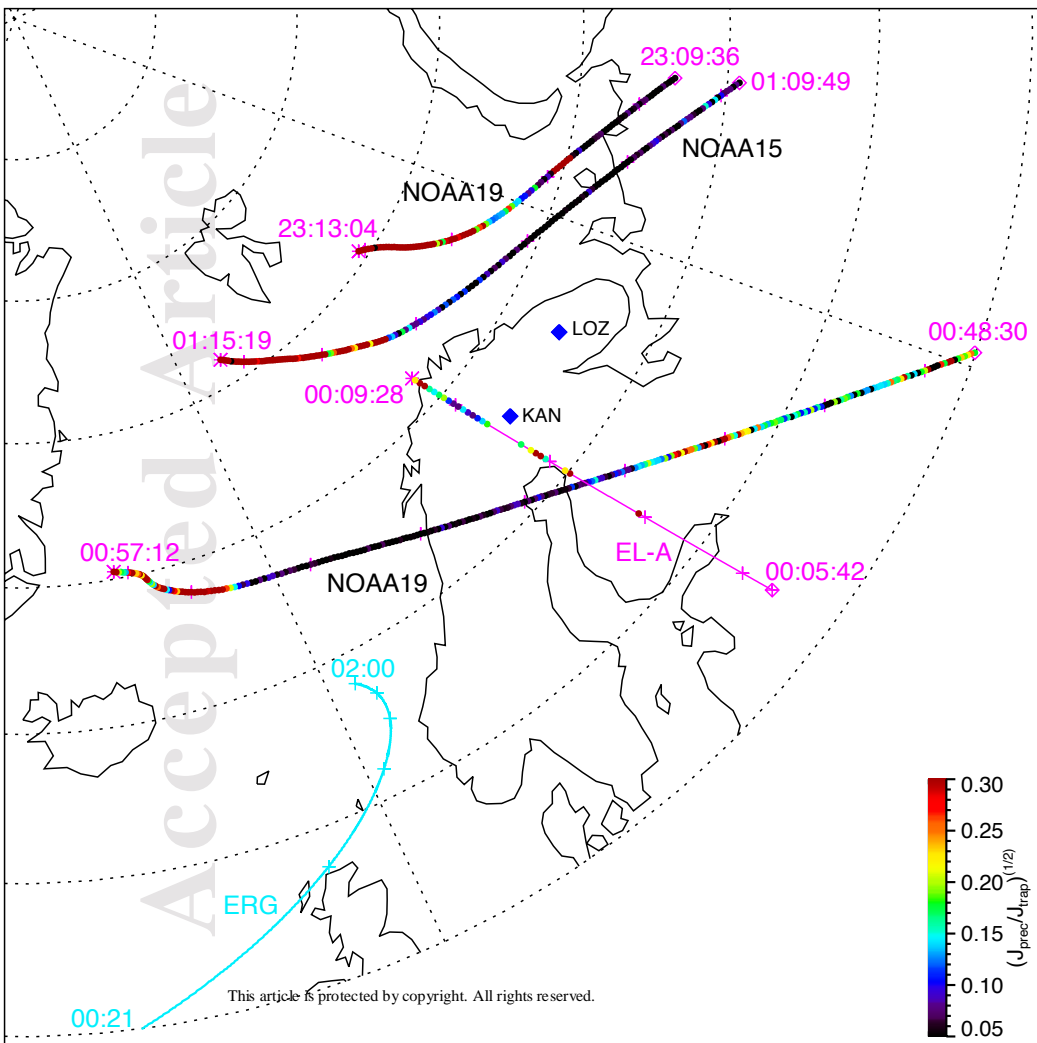 23:09:36
01:09:49
NOAA15
NOAA19
23:13:04
LOZ
01:15:19
00:48:30
00:09:28
KAN
EL-A
00:57:12
NOAA19
00:05:42
02:00
ERG
00:21
0.30
0.25
0.20
0.15
0.10
0.05
(J_prec/J_trap)^(1/2)
Accepted Article
This article is protected by copyright. All rights reserved.